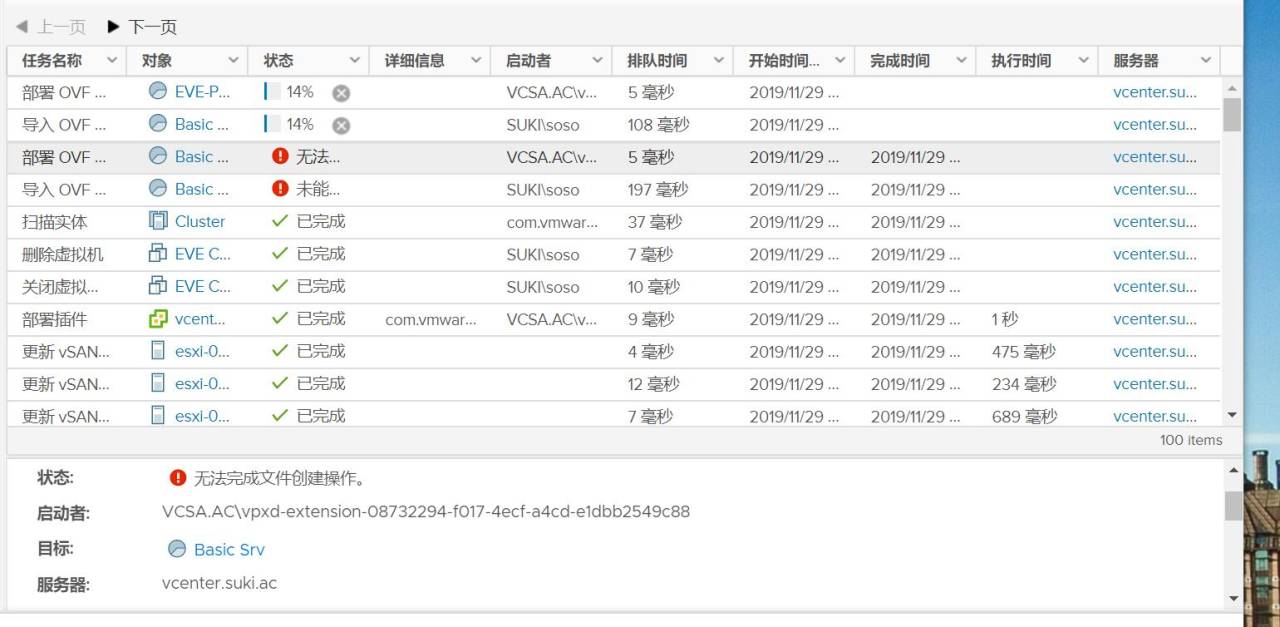 上一页 下一页
任务名称 对象 状态 详细信息 启动者 排队时间 开始时间... 完成时间 执行时间 服务器
部署 OVF ... EVE-P... 14% VCSA.AC\v... 5 毫秒 2019/11/29 ... vcenter.su...
导入 OVF ... Basic ... 14% SUKI\soso 108 毫秒 2019/11/29 ... vcenter.su...
部署 OVF ... Basic ... 无法... VCSA.AC\v... 5 毫秒 2019/11/29 ... 2019/11/29 ... vcenter.su...
导入 OVF ... Basic ... 未能... SUKI\soso 197 毫秒 2019/11/29 ... 2019/11/29 ... vcenter.su...
扫描实体 Cluster 已完成 com.vmwar... 37 毫秒 2019/11/29 ... 2019/11/29 ... vcenter.su...
删除虚拟机 EVE C... 已完成 SUKI\soso 7 毫秒 2019/11/29 ... 2019/11/29 ... vcenter.su...
关闭虚拟... EVE C... 已完成 SUKI\soso 10 毫秒 2019/11/29 ... 2019/11/29 ... vcenter.su...
部署插件 vcent... 已完成 com.vmwar... VCSA.AC\v... 9 毫秒 2019/11/29 ... 2019/11/29 ... 1 秒 vcenter.su...
更新 vSAN... esxi-0... 已完成 4 毫秒 2019/11/29 ... 2019/11/29 ... 475 毫秒 vcenter.su...
更新 vSAN... esxi-0... 已完成 12 毫秒 2019/11/29 ... 2019/11/29 ... 234 毫秒 vcenter.su...
更新 vSAN... esxi-0... 已完成 7 毫秒 2019/11/29 ... 2019/11/29 ... 689 毫秒 vcenter.su...
100 items
状态: 无法完成文件创建操作。
启动者: VCSA.AC\vpxd-extension-08732294-f017-4ecf-a4cd-e1dbb2549c88
目标: Basic Srv
服务器: vcenter.suki.ac